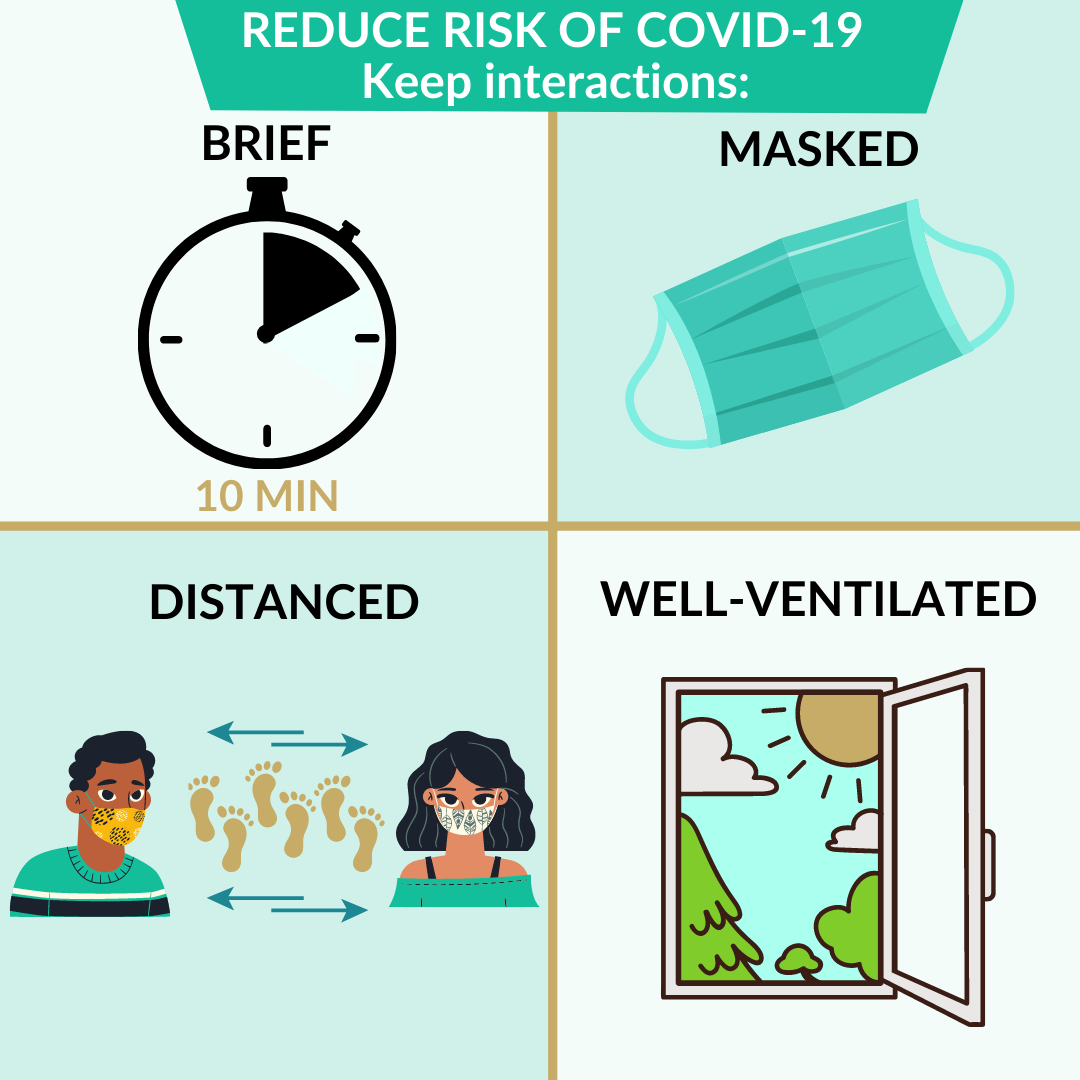 REDUCE RISK OF COVID-19
Keep interactions:
BRIEF
10 MIN
MASKED
DISTANCED
WELL-VENTILATED